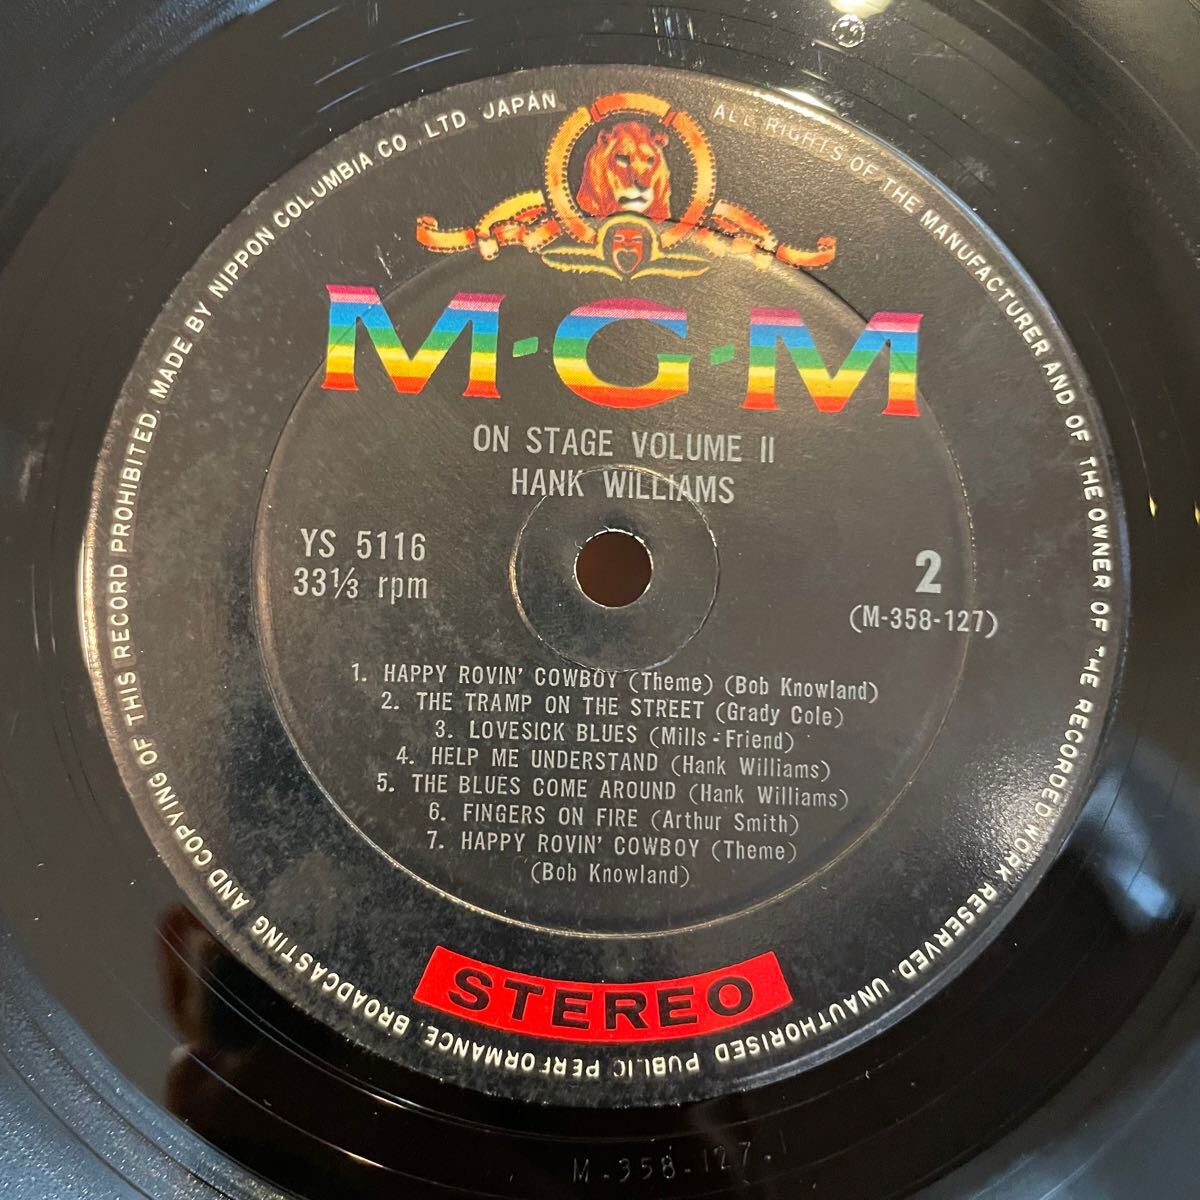 ALL RIGHTS OF THE MANUFACTURER AND OF THE OWNER OF THE RECORDED WORK RESERVED. UNAUTHORISED PUBLIC PERFORMANCE, BROADCASTING AND COPYING OF THIS RECORD PROHIBITED. MADE BY NIPPON COLUMBIA CO., LTD JAPAN
M-G-M
ON STAGE VOLUME II
HANK WILLIAMS
YS 5116
33⅓ rpm
2
(M-358-127)
1. HAPPY ROVIN' COWBOY (Theme) (Bob Knowland)
2. THE TRAMP ON THE STREET (Grady Cole)
3. LOVESICK BLUES (Mills-Friend)
4. HELP ME UNDERSTAND (Hank Williams)
5. THE BLUES COME AROUND (Hank Williams)
6. FINGERS ON FIRE (Arthur Smith)
7. HAPPY ROVIN' COWBOY (Theme)
(Bob Knowland)
STEREO
M-358-127.1